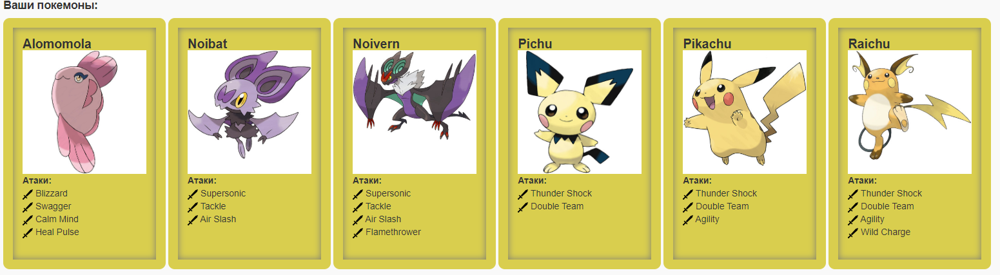 Ваши покемоны:
Alomomola
Атаки:
Blizzard
Swagger
Calm Mind
Heal Pulse
Noibat
Атаки:
Supersonic
Tackle
Air Slash
Noivern
Атаки:
Supersonic
Tackle
Air Slash
Flamethrower
Pichu
Атаки:
Thunder Shock
Double Team
Pikachu
Атаки:
Thunder Shock
Double Team
Agility
Raichu
Атаки:
Thunder Shock
Double Team
Agility
Wild Charge